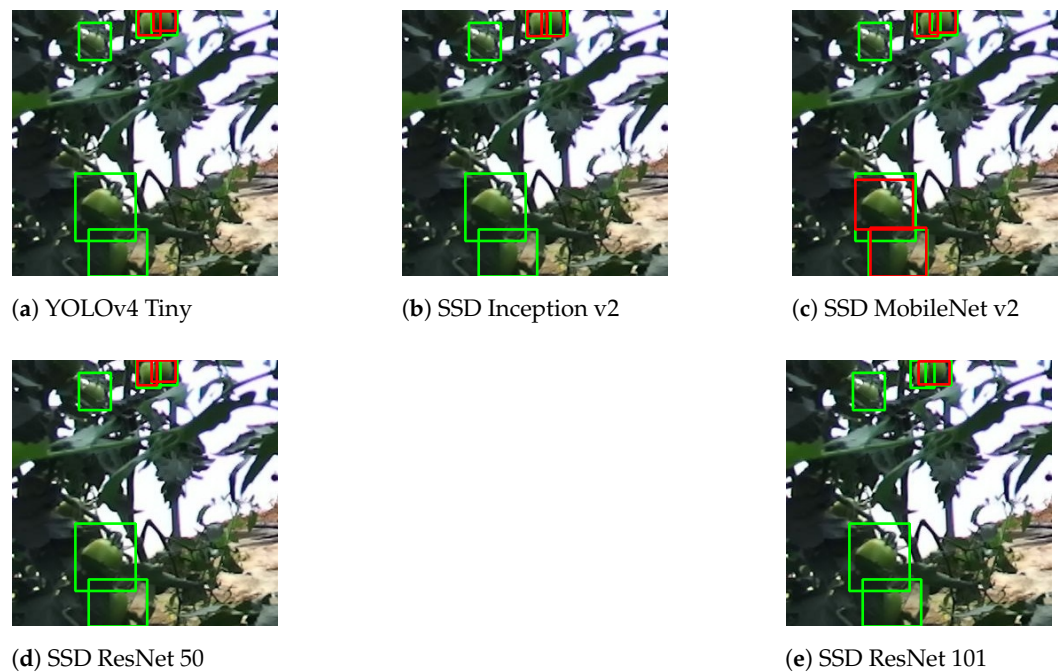 (a) YOLOv4 Tiny
(b) SSD Inception v2
(c) SSD MobileNet v2
(d) SSD ResNet 50
(e) SSD ResNet 101